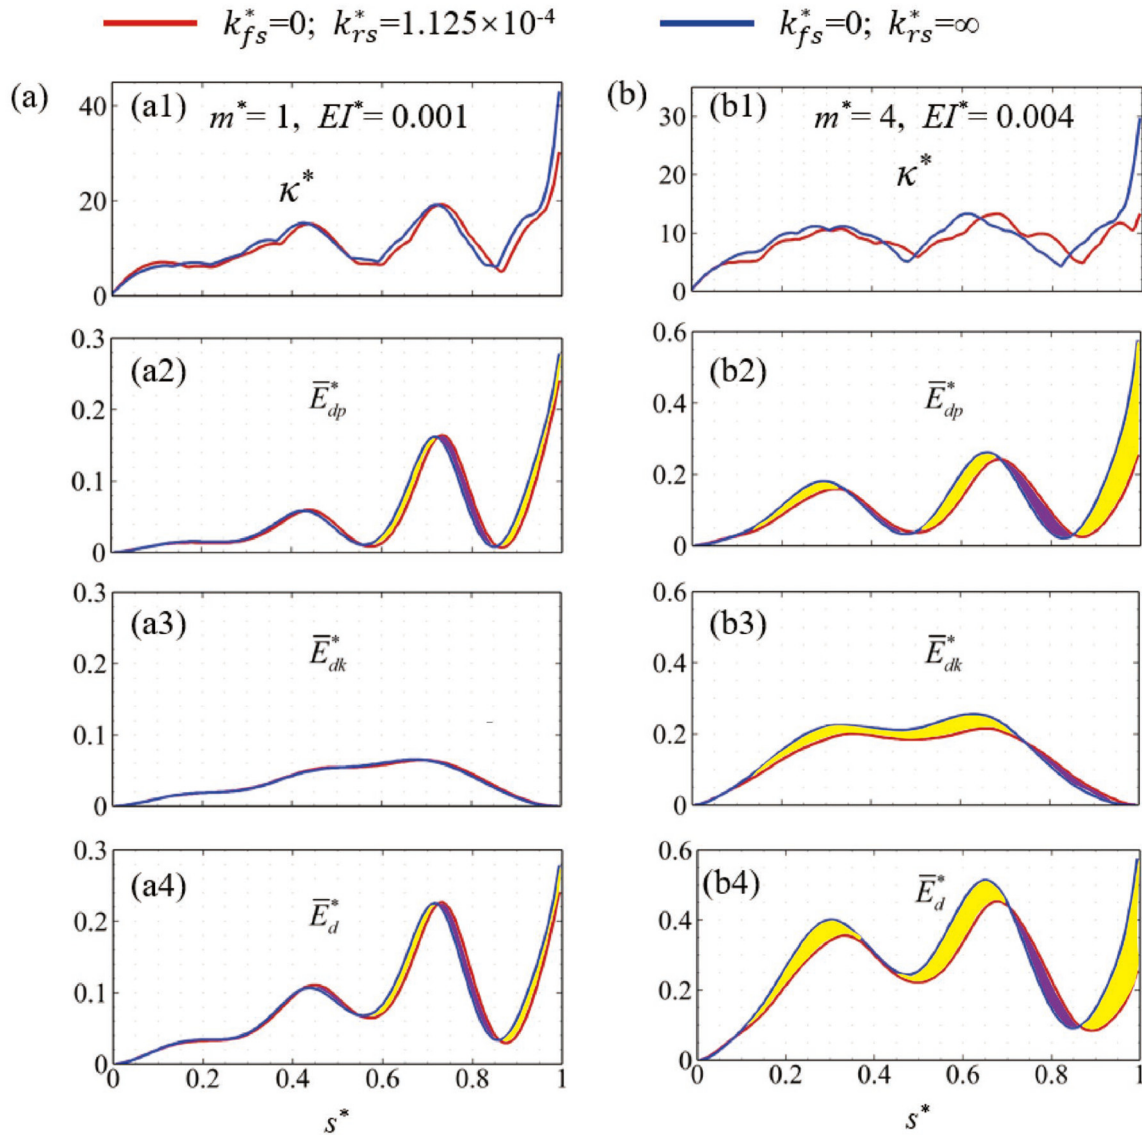 k*fs=0; k*rs=1.125×10-4
k*fs=0; k*rs=∞
(a)
(a1)
m*= 1, EI*= 0.001
κ*
40
20
0
(b)
(b1)
m*= 4, EI*= 0.004
κ*
30
20
10
0
(a2)
Ē*dp
0.3
0.2
0.1
0
(b2)
Ē*dp
0.6
0.4
0.2
0
(a3)
Ē*dk
0.3
0.2
0.1
0
(b3)
Ē*dk
0.6
0.4
0.2
0
(a4)
Ē*d
0.3
0.2
0.1
0
0 0.2 0.4 0.6 0.8 1
s*
(b4)
Ē*d
0.6
0.4
0.2
0
0 0.2 0.4 0.6 0.8 1
s*